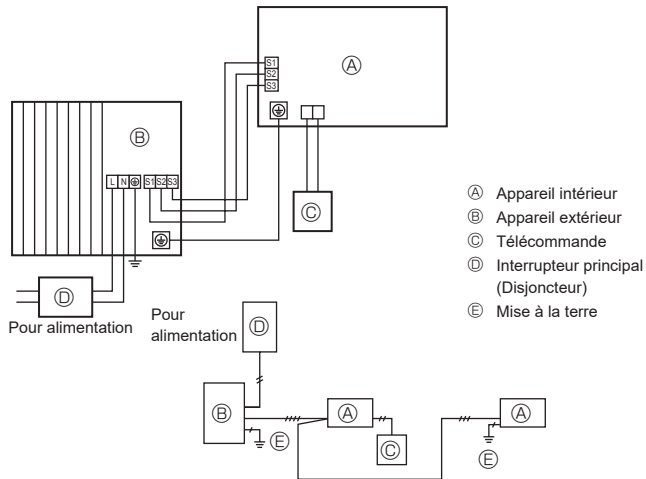 S1
S2
S3
Ⓐ
Ⓑ
L N S1 S2 S3
Ⓒ
Ⓓ
Pour alimentation
Ⓐ Appareil intérieur
Ⓑ Appareil extérieur
Ⓒ Télécommande
Ⓓ Interrupteur principal
(Disjoncteur)
Ⓔ Mise à la terre
Pour
alimentation
Ⓓ
Ⓑ
Ⓔ
Ⓐ
Ⓒ
Ⓐ
Ⓔ